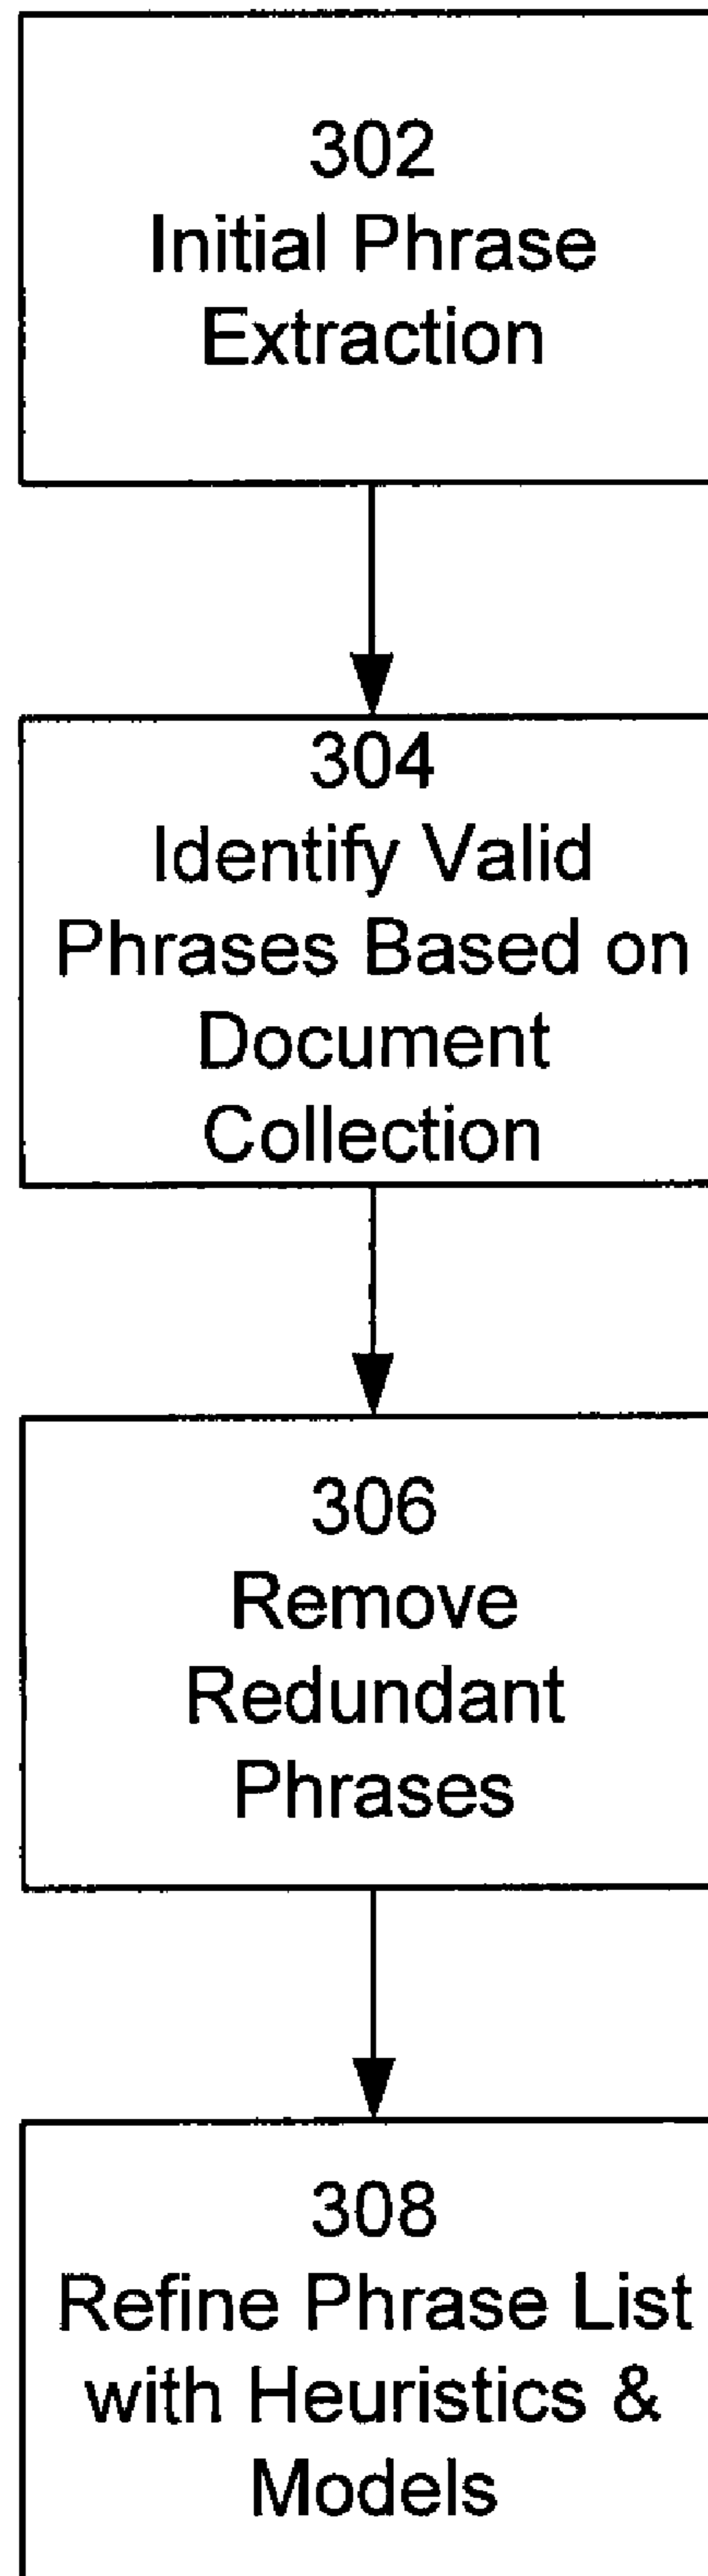 302
Initial Phrase
Extraction
304
Identify Valid
Phrases Based on
Document
Collection
306
Remove
Redundant
Phrases
308
Refine Phrase List
with Heuristics &
Models